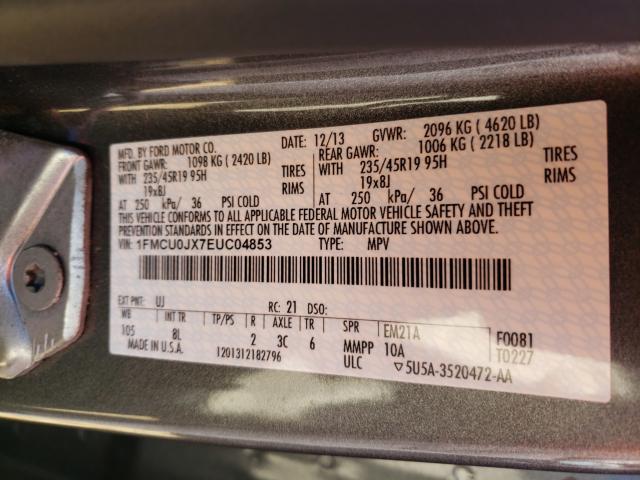 MFD. BY FORD MOTOR CO.
DATE: 12/13 GVWR: 2096 KG ( 4620 LB)
FRONT GAWR: 1098 KG ( 2420 LB) REAR GAWR: 1006 KG ( 2218 LB)
WITH 235/45R19 95H TIRES WITH 235/45R19 95H TIRES
19x8J RIMS 19x8J RIMS
AT 250 kPa/ 36 PSI COLD AT 250 kPa/ 36 PSI COLD
THIS VEHICLE CONFORMS TO ALL APPLICABLE FEDERAL MOTOR VEHICLE SAFETY AND THEFT
PREVENTION STANDARDS IN EFFECT ON THE DATE OF MANUFACTURE SHOWN ABOVE.
VIN: 1FMCU0JX7EUC04853 TYPE: MPV
EXT PNT: UJ RC: 21 DSO:
WB INT TR TP/PS R AXLE TR SPR EM21A F0081
105 8L 2 3C 6 MMPP 10A T0227
MADE IN U.S.A. 1201312182796 ULC ▽5U5A-3520472-AA